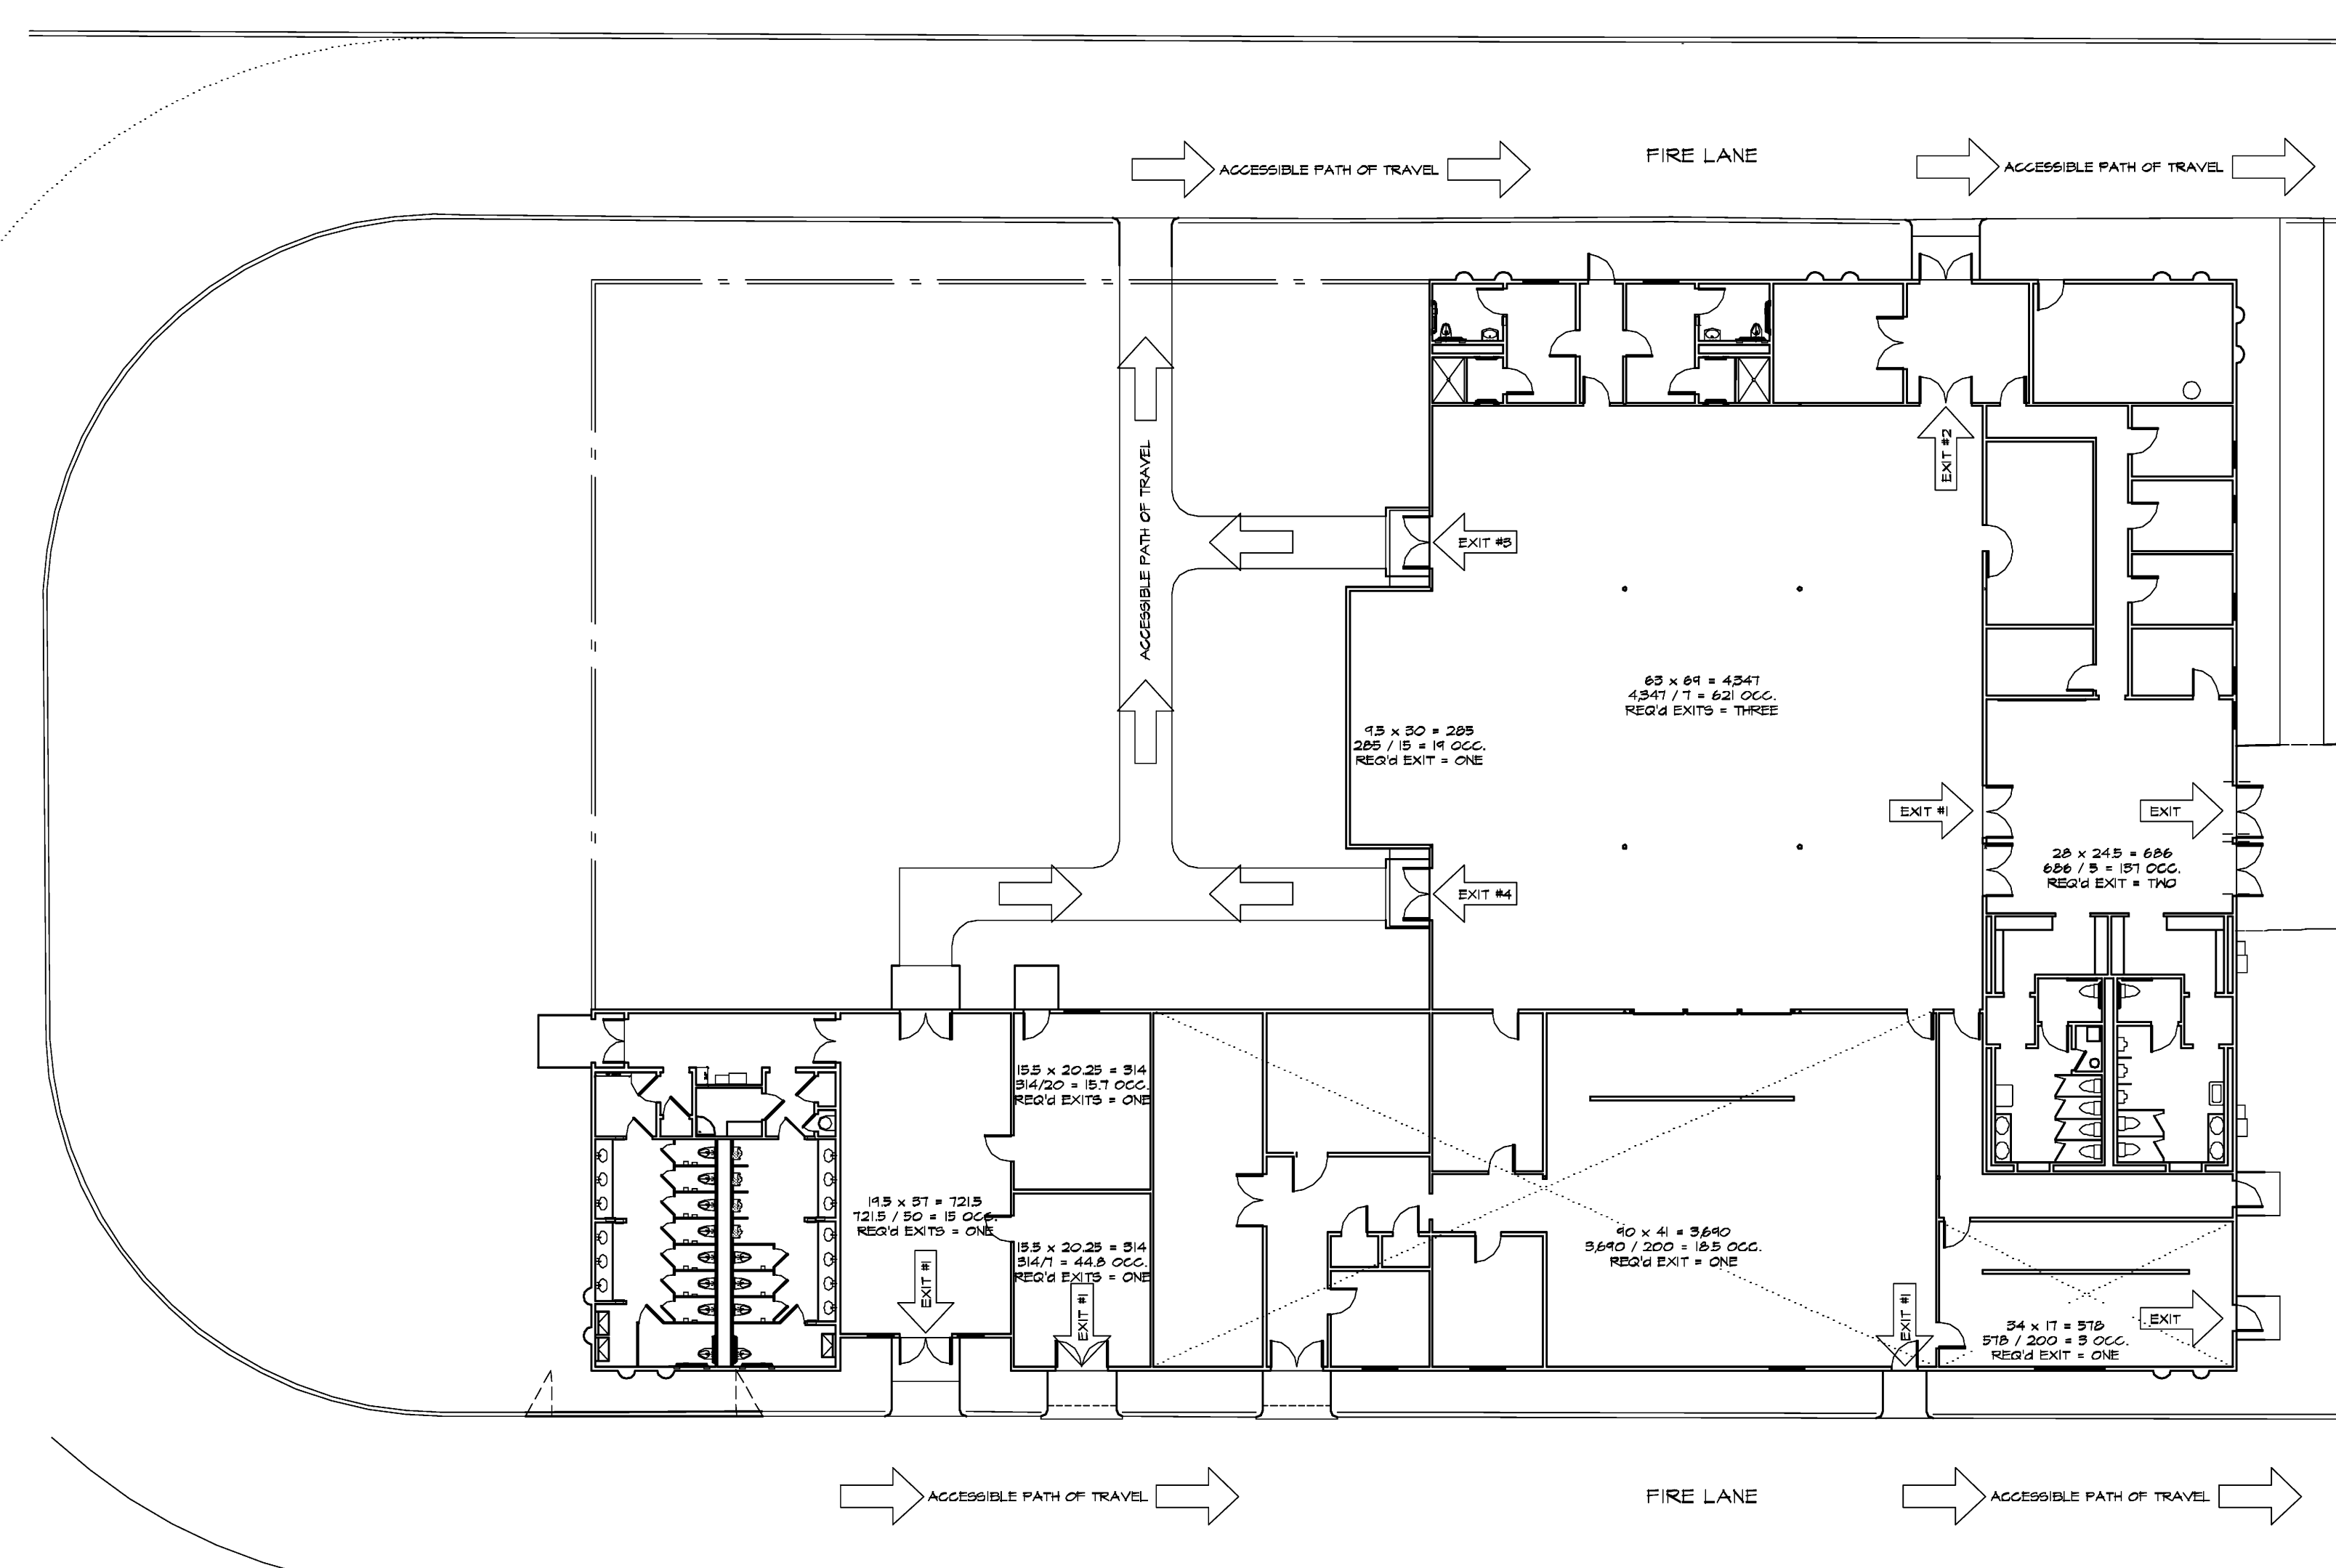 ACCESSIBLE PATH OF TRAVEL
FIRE LANE
ACCESSIBLE PATH OF TRAVEL
EXIT #2
ACCESSIBLE PATH OF TRAVEL
EXIT #3
63 x 69 = 4,347
4,347 / 7 = 621 OCC.
REQ'd EXITS = THREE
9.5 x 30 = 285
285 / 15 = 19 OCC.
REQ'd EXIT = ONE
EXIT #1
EXIT
28 x 24.5 = 686
686 / 5 = 137 OCC.
REQ'd EXIT = TWO
EXIT #4
15.5 x 20.25 = 314
314/20 = 15.7 OCC.
REQ'd EXITS = ONE
19.5 x 37 = 721.5
721.5 / 50 = 15 OCC.
REQ'd EXITS = ONE
15.5 x 20.25 = 314
314/7 = 44.8 OCC.
REQ'd EXITS = ONE
90 x 41 = 3,690
3,690 / 200 = 18.5 OCC.
REQ'd EXIT = ONE
EXIT #1
EXIT #1
EXIT #1
EXIT
34 x 17 = 578
578 / 200 = 3 OCC.
REQ'd EXIT = ONE
ACCESSIBLE PATH OF TRAVEL
FIRE LANE
ACCESSIBLE PATH OF TRAVEL